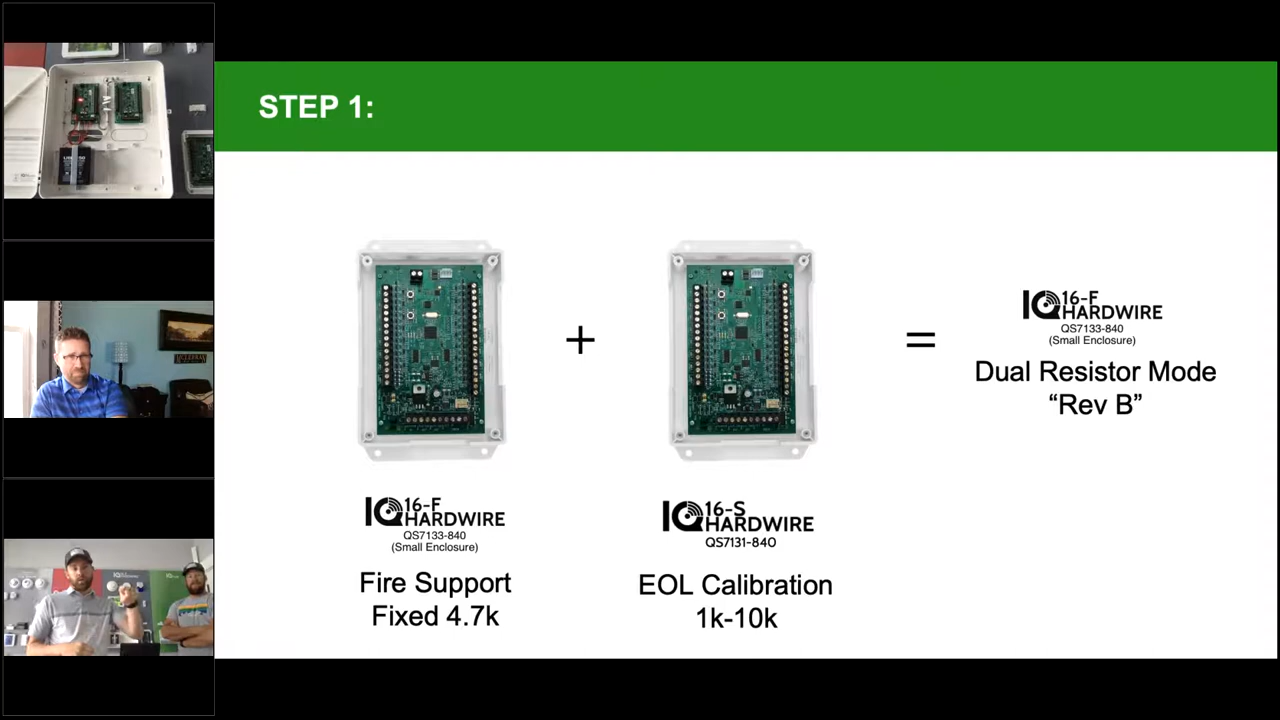 STEP 1:
+
=
IQ 16-F
HARDWIRE
QS7133-840
(Small Enclosure)
Dual Resistor Mode
“Rev B”
IQ 16-F
HARDWIRE
QS7133-840
(Small Enclosure)
Fire Support
Fixed 4.7k
IQ 16-S
HARDWIRE
QS7131-840
EOL Calibration
1k-10k